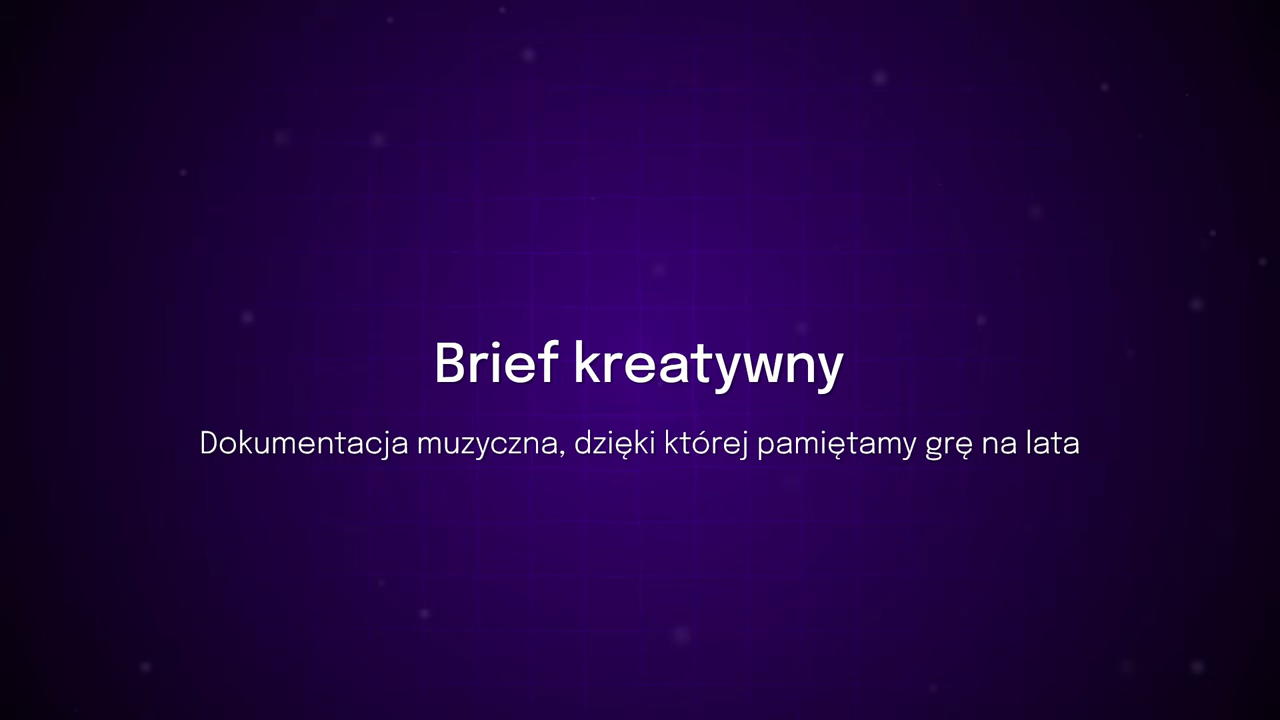 Brief kreatywny
Dokumentacja muzyczna, dzięki której pamiętamy grę na lata